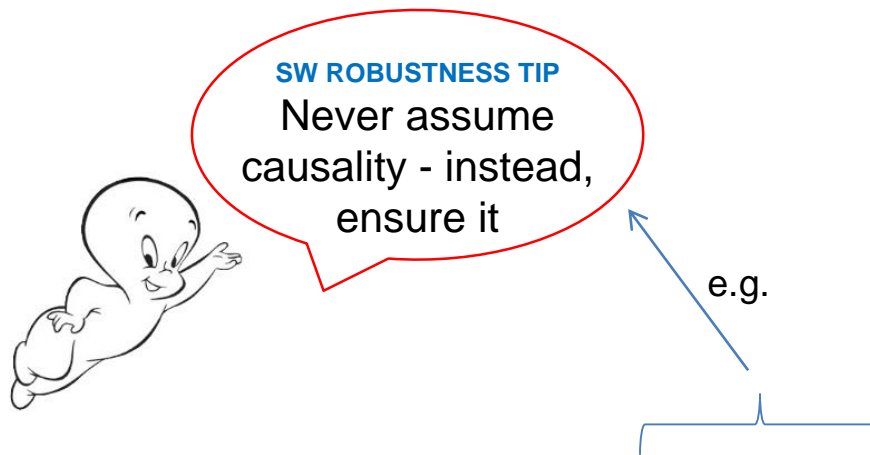 SW ROBUSTNESS TIP
Never assume
causality - instead,
ensure it
e.g.